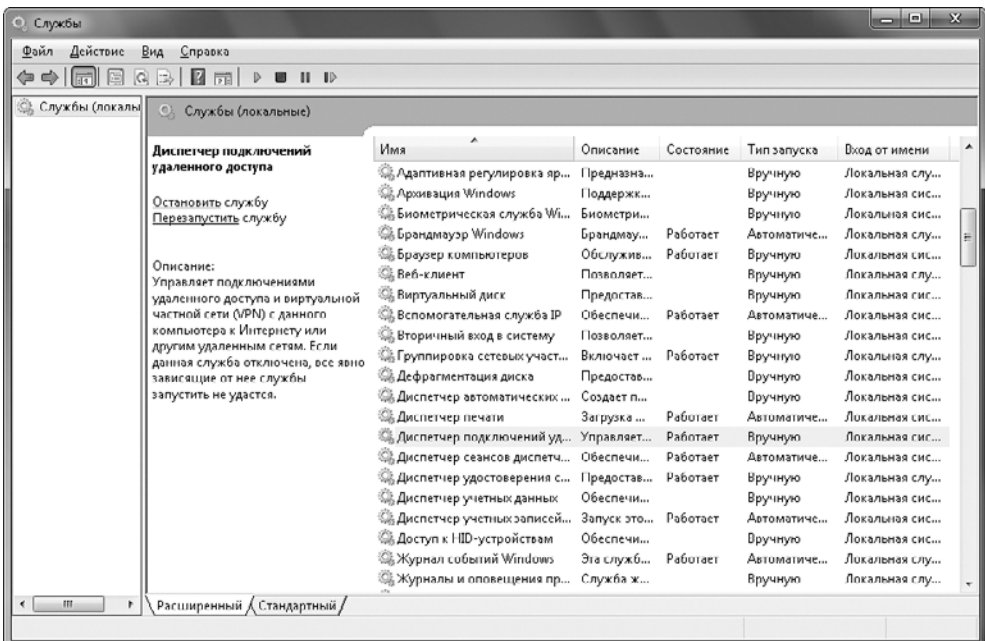 Службы
Файл Действие Вид Справка
Службы (локалы
Службы (локальные)
Диспетчер подключений
удаленного доступа
Остановить службу
Перезапустить службу
Описание:
Управляет подключениями
удаленного доступа и виртуальной
частной сети (VPN) с данного
компьютера к Интернету или
другим удаленным сетям. Если
данная служба отключена, все явно
зависящие от нее службы
запустить не удастся.
Имя Описание Состояние Тип запуска Вход от имени
Адаптивная регулировка яр... Предназна... Вручную Локальная слу...
Архивация Windows Поддержк... Вручную Локальная сис...
Биометрическая служба Wi... Биометри... Вручную Локальная сис...
Брандмауэр Windows Брандмау... Работает Автоматиче... Локальная слу...
Браузер компьютеров Обслужив... Работает Вручную Локальная сис...
Веб-клиент Позволяет... Вручную Локальная слу...
Виртуальный диск Предостав... Вручную Локальная сис...
Вспомогательная служба IP Обеспечи... Работает Автоматиче... Локальная сис...
Вторичный вход в систему Позволяет... Вручную Локальная сис...
Группировка сетевых участ... Включает ... Работает Вручную Локальная слу...
Дефрагментация диска Предостав... Вручную Локальная сис...
Диспетчер автоматических ... Создает п... Вручную Локальная сис...
Диспетчер печати Загрузка ... Работает Автоматиче... Локальная сис...
Диспетчер подключений уд... Управляет... Работает Вручную Локальная сис...
Диспетчер сеансов диспетч... Обеспечи... Работает Автоматиче... Локальная сис...
Диспетчер удостоверения с... Предостав... Работает Вручную Локальная слу...
Диспетчер учетных данных Обеспечи... Вручную Локальная сис...
Диспетчер учетных записей... Запуск это... Работает Автоматиче... Локальная сис...
Доступ к HID-устройствам Обеспечи... Вручную Локальная сис...
Журнал событий Windows Эта служб... Работает Автоматиче... Локальная слу...
Журналы и оповещения пр... Служба ж... Вручную Локальная слу...
Расширенный Стандартный